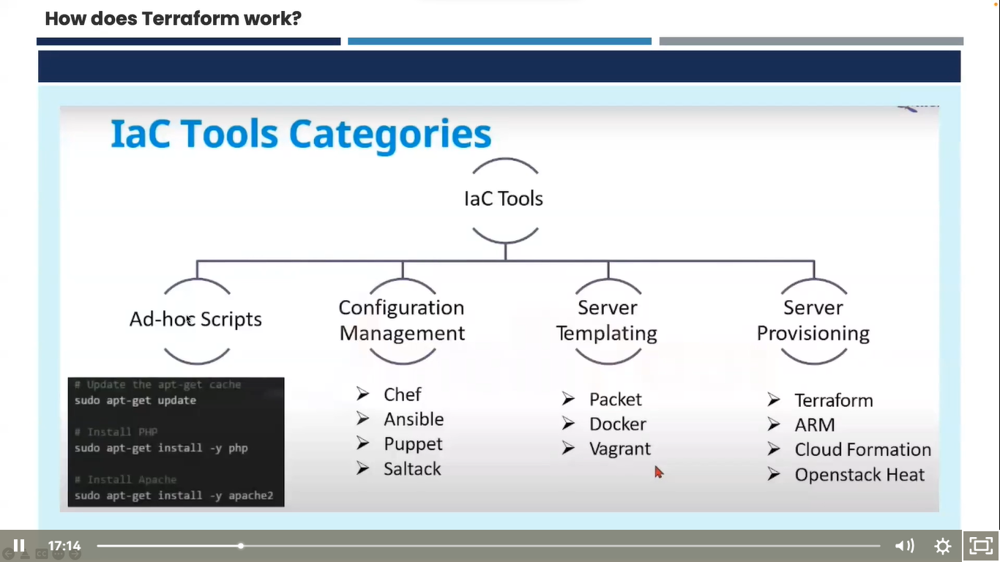 How does Terraform work?
IaC Tools Categories
IaC Tools
Ad-hoc Scripts
# Update the apt-get cache
sudo apt-get update
# Install PHP
sudo apt-get install -y php
# Install Apache
sudo apt-get install -y apache2
Configuration
Management
Chef
Ansible
Puppet
Saltack
Server
Templating
Packet
Docker
Vagrant
Server
Provisioning
Terraform
ARM
Cloud Formation
Openstack Heat
17:14